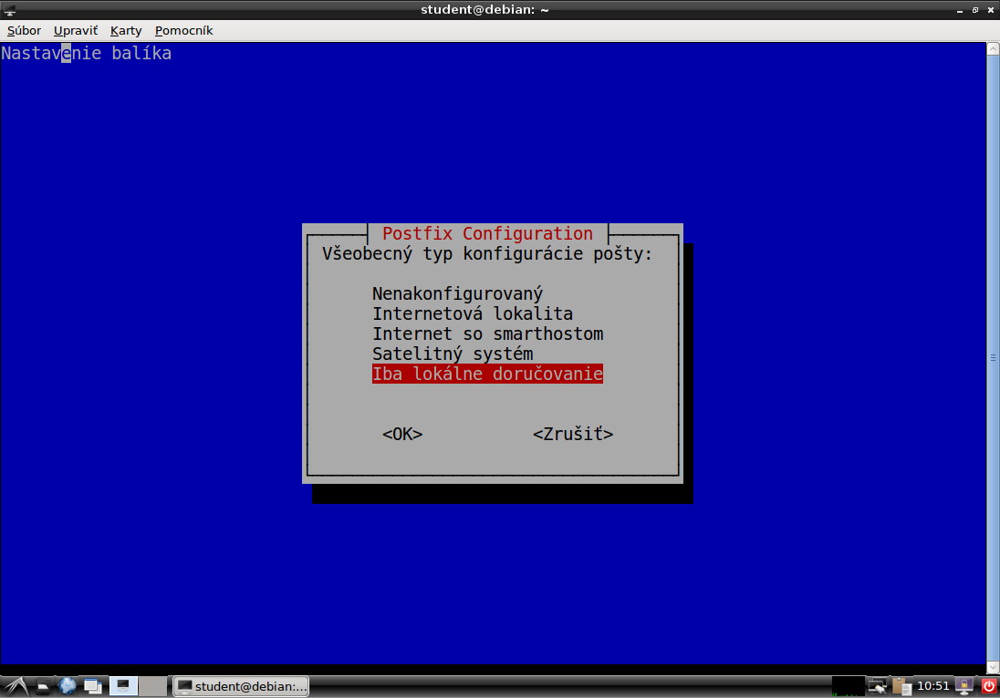 student@debian: ~
Súbor Upraviť Karty Pomocník
Nastavenie balíka
Postfix Configuration
Všeobecný typ konfigurácie pošty:
Nenakonfigurovaný
Internetová lokalita
Internet so smarthostom
Satelitný systém
Iba lokálne doručovanie
<OK> <Zrušiť>
student@debian:... 10:51